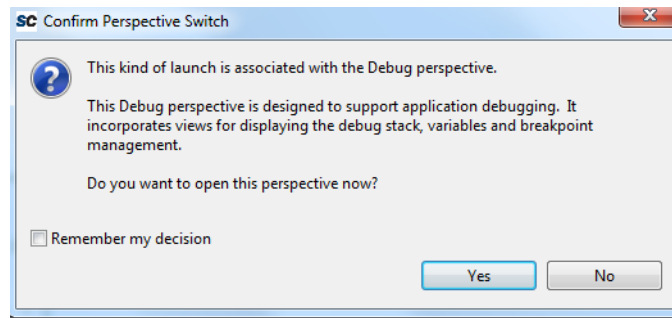 SC Confirm Perspective Switch
X
This kind of launch is associated with the Debug perspective.
This Debug perspective is designed to support application debugging. It
incorporates views for displaying the debug stack, variables and breakpoint
management.
Do you want to open this perspective now?
Remember my decision
Yes No